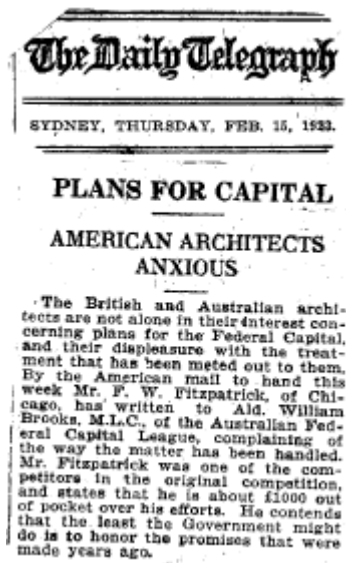 The Daily Telegraph
SYDNEY, THURSDAY, FEB. 15, 1923.
PLANS FOR CAPITAL
AMERICAN ARCHITECTS
ANXIOUS
The British and Australian archi-
tects are not alone in their interest con-
cerning plans for the Federal Capital,
and their displeasure with the treat-
ment that has been meted out to them.
By the American mail to hand this
week Mr. F. W. Fitzpatrick, of Chi-
cago, has written to Ald. William
Brooks, M.L.C., of the Australian Fed-
eral Capital League, complaining of
the way the matter has been handled.
Mr. Fitzpatrick was one of the com-
petitors in the original competition,
and states that he is about £1000 out
of pocket over his efforts. He contends
that the least the Government might
do is to honor the promises that were
made years ago.